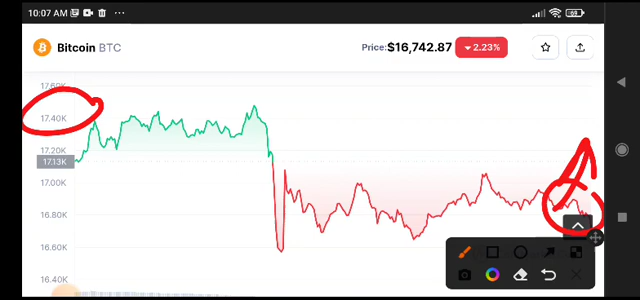 10:07 AM
69
Bitcoin BTC
Price:$16,742.87
2.23%
17.60K
17.40K
17.20K
17.13K
17.00K
16.80K
16.60K
16.40K